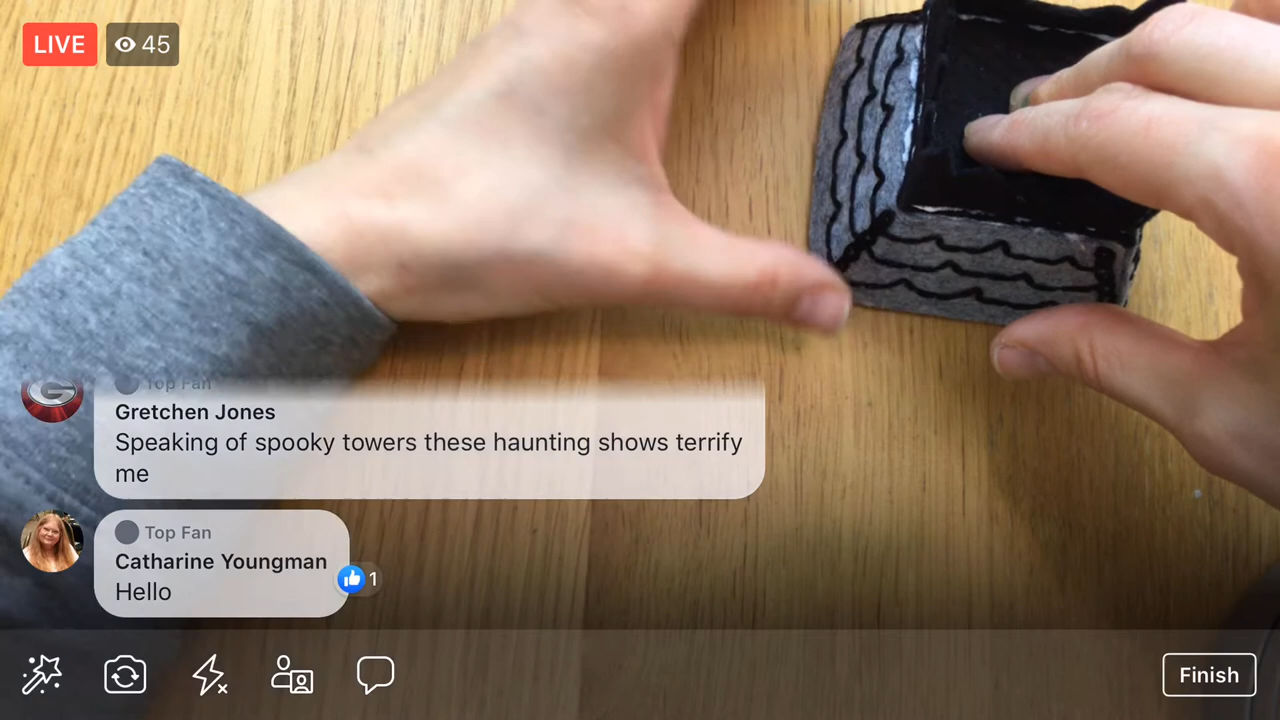 LIVE
45
Top Fan
Gretchen Jones
Speaking of spooky towers these haunting shows terrify
me
Top Fan
Catharine Youngman
Hello
1
Finish